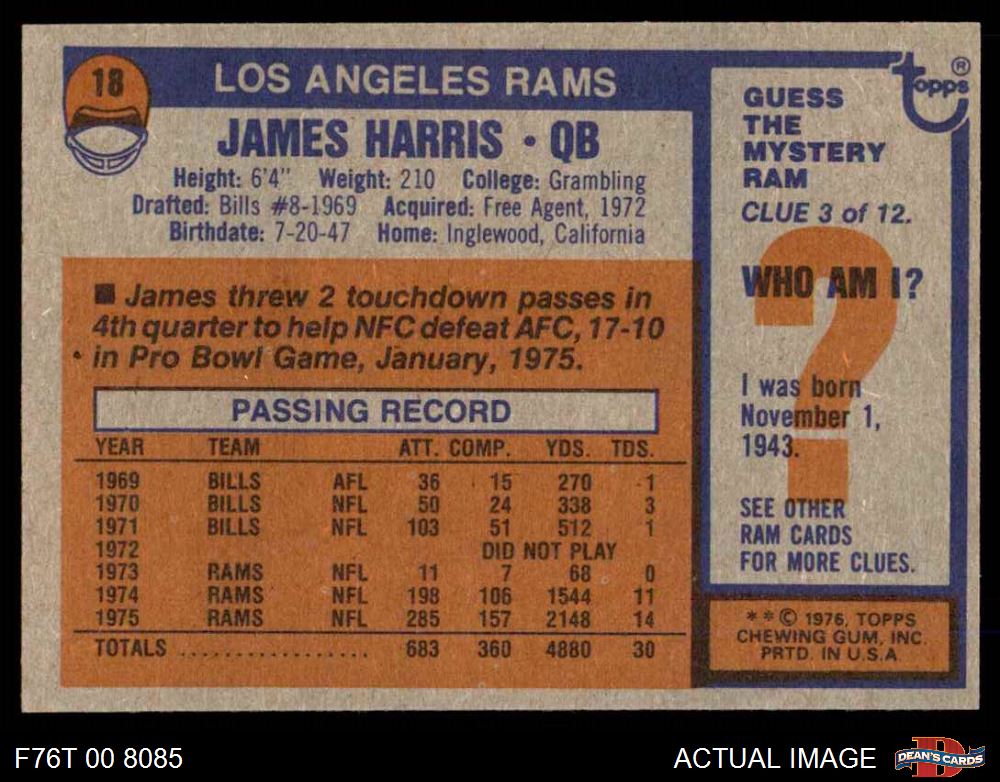 18
LOS ANGELES RAMS
JAMES HARRIS • QB
Height: 6'4" Weight: 210 College: Grambling
Drafted: Bills #8-1969 Acquired: Free Agent, 1972
Birthdate: 7-20-47 Home: Inglewood, California
■ James threw 2 touchdown passes in
4th quarter to help NFC defeat AFC, 17-10
in Pro Bowl Game, January, 1975.
PASSING RECORD
YEAR TEAM ATT. COMP. YDS. TDS.
1969 BILLS AFL 36 15 270 1
1970 BILLS NFL 50 24 338 3
1971 BILLS NFL 103 51 512 1
1972 DID NOT PLAY
1973 RAMS NFL 11 7 68 0
1974 RAMS NFL 198 106 1544 11
1975 RAMS NFL 285 157 2148 14
TOTALS .................. 683 360 4880 30
topps ®
GUESS
THE
MYSTERY
RAM
CLUE 3 of 12.
?
WHO AM I?
I was born
November 1,
1943.
SEE OTHER
RAM CARDS
FOR MORE CLUES.
* * © 1976, TOPPS
CHEWING GUM, INC.
PRTD. IN U.S.A
F76T 00 8085
ACTUAL IMAGE
D
DEAN'S CARDS